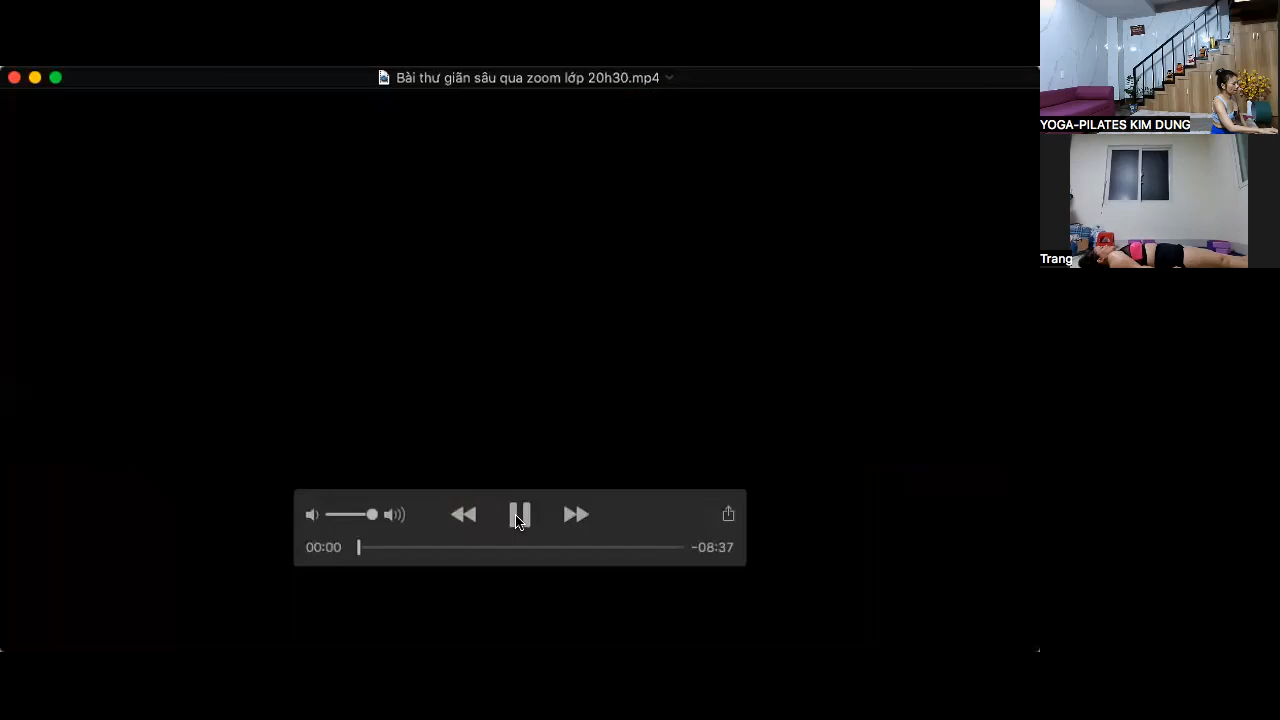 Bài thư giãn sâu qua zoom lớp 20h30.mp4
YOGA-PILATES KIM DUNG
Trang
00:00
-08:37